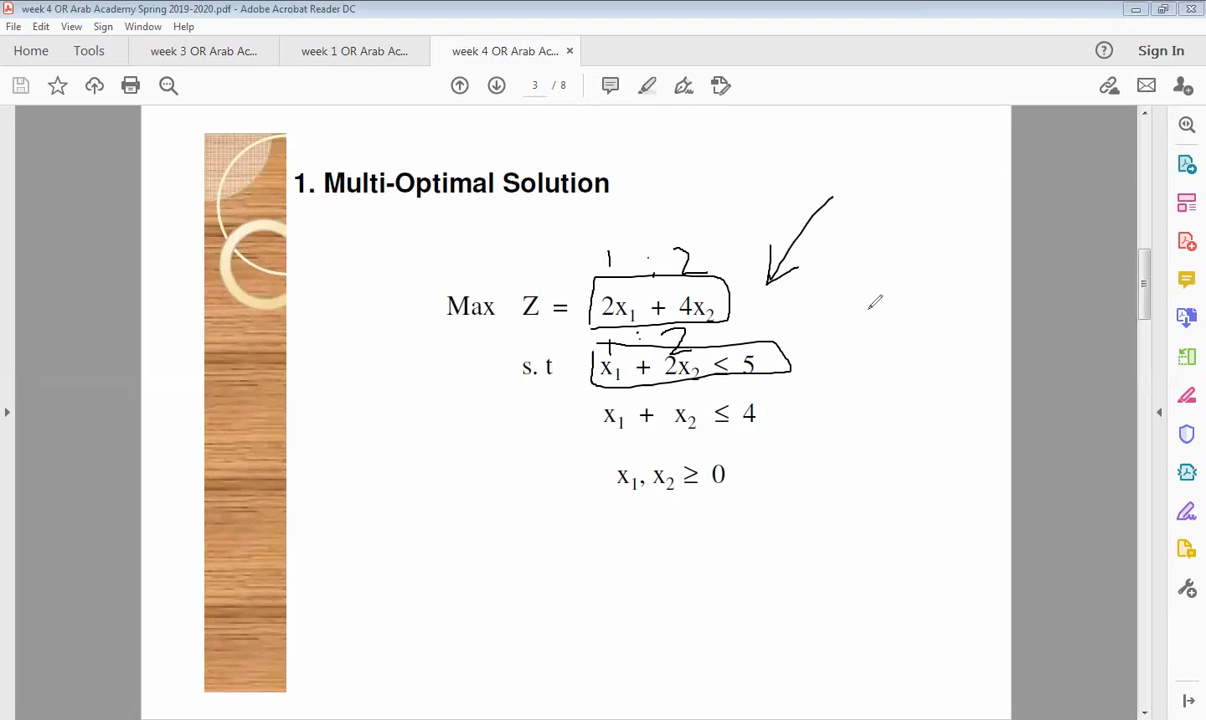 week 4 OR Arab Academy Spring 2019-2020.pdf - Adobe Acrobat Reader DC
File Edit View Sign Window Help
Home Tools week 3 OR Arab Ac... week 1 OR Arab Ac... week 4 OR Arab Ac... × Sign In
3 / 8
1. Multi-Optimal Solution
1 : 2
Max Z = 2x₁ + 4x₂
1 : 2
s. t x₁ + 2x₂ ≤ 5
x₁ + x₂ ≤ 4
x₁, x₂ ≥ 0